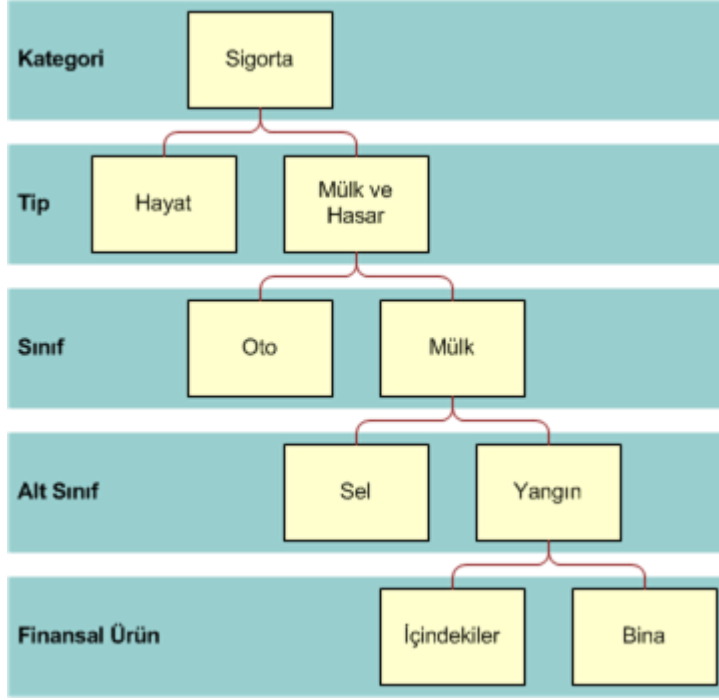 Kategori
Sigorta
Tip
Hayat
Mülk ve
Hasar
Sınıf
Oto
Mülk
Alt Sınıf
Sel
Yangın
Finansal Ürün
İçindekiler
Bina